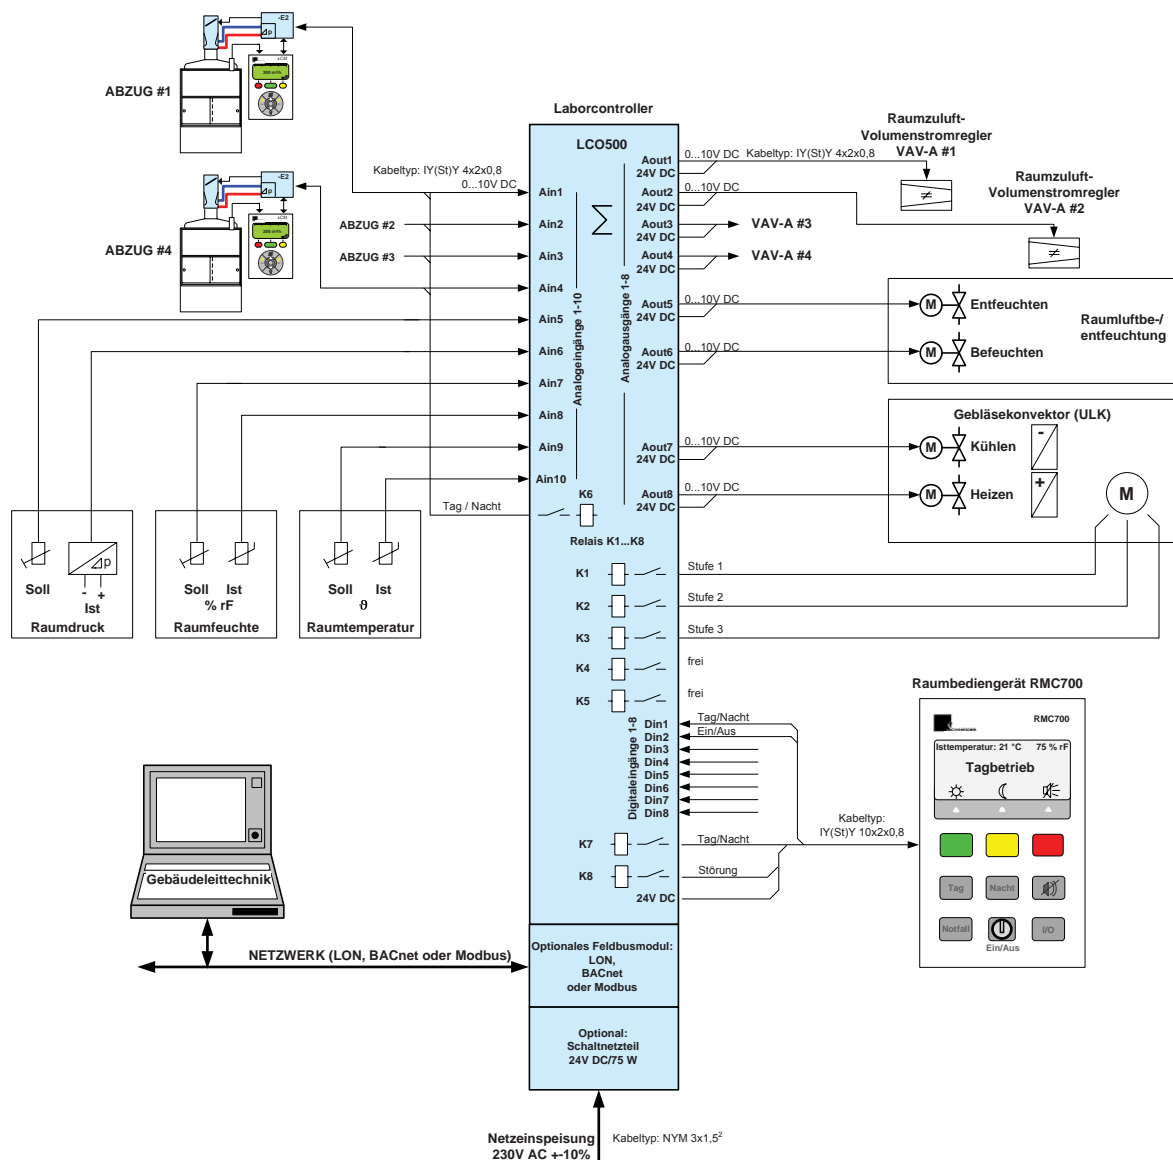 -E2
⊿p
LCM
200 m³/h
ABZUG #1
-E2
⊿p
LCM
200 m³/h
ABZUG #4
Laborcontroller
LCO500
Kabeltyp: IY(St)Y 4x2x0,8
0...10V DC
ABZUG #2
ABZUG #3
Ain1
Ain2
Ain3
Ain4
Ain5
Ain6
Ain7
Ain8
Ain9
Ain10
Analogeingänge 1-10
∑
Analogausgänge 1-8
Aout1
24V DC
Aout2
24V DC
Aout3
24V DC
Aout4
24V DC
Aout5
24V DC
Aout6
24V DC
Aout7
24V DC
Aout8
24V DC
0...10V DC
Kabeltyp: IY(St)Y 4x2x0,8
0...10V DC
VAV-A #3
VAV-A #4
0...10V DC
0...10V DC
0...10V DC
0...10V DC
Raumzuluft-
Volumenstromregler
VAV-A #1
≠
Raumzuluft-
Volumenstromregler
VAV-A #2
≠
M
Entfeuchten
M
Befeuchten
Raumluftbe-/
entfeuchtung
Gebläsekonvektor (ULK)
M
Kühlen
-
M
Heizen
+
M
Tag / Nacht
K6
Relais K1...K8
K1
Stufe 1
K2
Stufe 2
K3
Stufe 3
K4
frei
K5
frei
Soll
⊿p
- +
Ist
Raumdruck
Soll Ist
% rF
Raumfeuchte
Soll Ist
ϑ
Raumtemperatur
Digitaleingänge 1-8
Din1
Din2
Din3
Din4
Din5
Din6
Din7
Din8
Tag/Nacht
Ein/Aus
K7
Tag/Nacht
K8
Störung
24V DC
Kabeltyp:
IY(St)Y 10x2x0,8
Raumbediengerät RMC700
SCHNEIDER
RMC700
Isttemperatur: 21 °C 75 % rF
Tagbetrieb
Tag
Nacht
Notfall
Ein/Aus
I/O
Gebäudeleittechnik
NETZWERK (LON, BACnet oder Modbus)
Optionales Feldbusmodul:
LON,
BACnet
oder Modbus
Optional:
Schaltnetzteil
24V DC/75 W
Netzeinspeisung
230V AC +-10%
Kabeltyp: NYM 3x1,5²